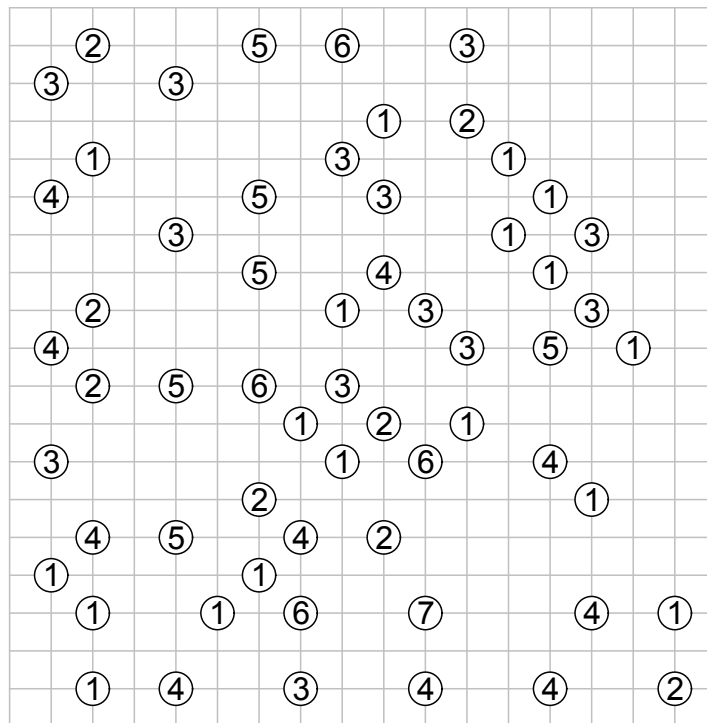 2 5 6 3
3 3
1 2
1 3 1
4 5 3 1
3 1 3
5 4 1
2 1 3 3
4 3 5 1
2 5 6 3
1 2 1
3 1 6 4
2 1
4 5 4 2
1 1
1 1 6 7 4 1
1 4 3 4 4 2